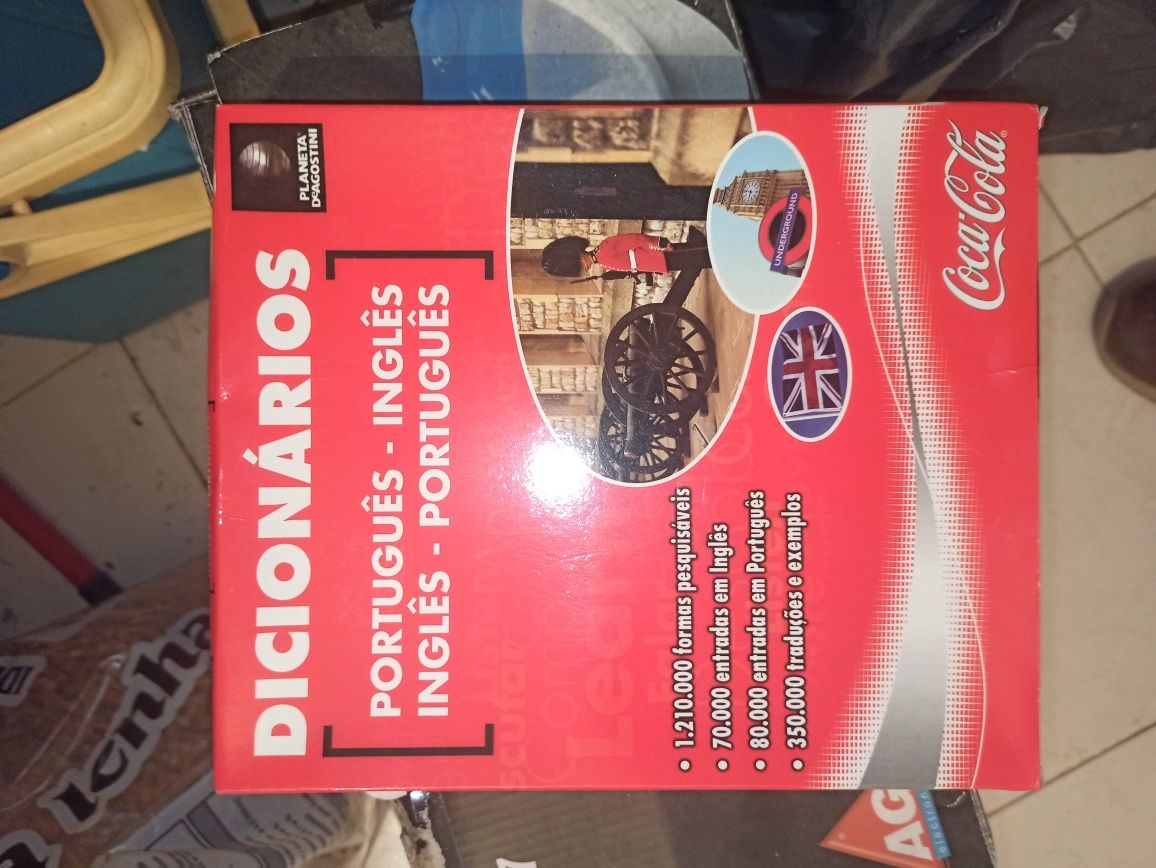 PLANETA
DeAGOSTINI
DICIONÁRIOS
PORTUGUÊS - INGLÊS
INGLÊS - PORTUGUÊS
UNDERGROUND
• 1.210.000 formas pesquisáveis
• 70.000 entradas em Inglês
• 80.000 entradas em Português
• 350.000 traduções e exemplos
Coca-Cola®